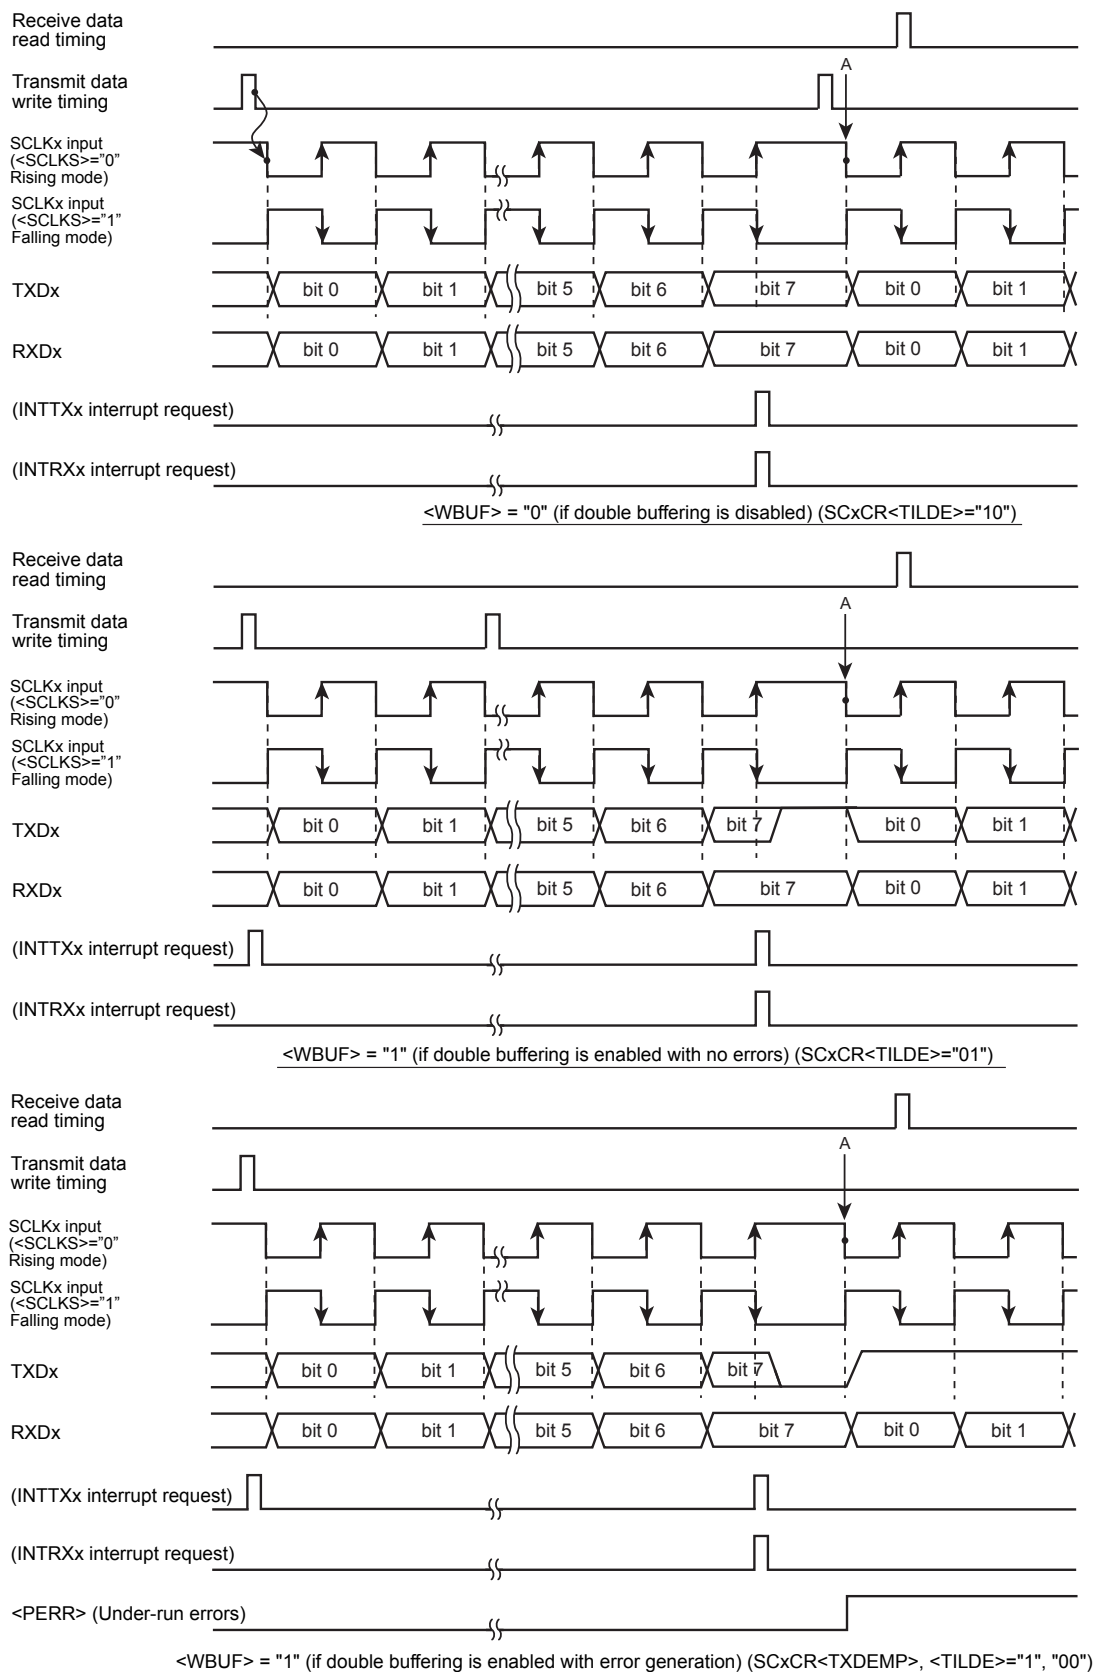 Receive data
read timing
Transmit data
write timing
A
SCLKx input
(<SCLKS>="0"
Rising mode)
SCLKx input
(<SCLKS>="1"
Falling mode)
TXDx
bit 0 bit 1 bit 5 bit 6 bit 7 bit 0 bit 1
RXDx
bit 0 bit 1 bit 5 bit 6 bit 7 bit 0 bit 1
(INTTXx interrupt request)
(INTRXx interrupt request)
<WBUF> = "0" (if double buffering is disabled) (SCxCR<TILDE>="10")
Receive data
read timing
Transmit data
write timing
A
SCLKx input
(<SCLKS>="0"
Rising mode)
SCLKx input
(<SCLKS>="1"
Falling mode)
TXDx
bit 0 bit 1 bit 5 bit 6 bit 7 bit 0 bit 1
RXDx
bit 0 bit 1 bit 5 bit 6 bit 7 bit 0 bit 1
(INTTXx interrupt request)
(INTRXx interrupt request)
<WBUF> = "1" (if double buffering is enabled with no errors) (SCxCR<TILDE>="01")
Receive data
read timing
Transmit data
write timing
A
SCLKx input
(<SCLKS>="0"
Rising mode)
SCLKx input
(<SCLKS>="1"
Falling mode)
TXDx
bit 0 bit 1 bit 5 bit 6 bit 7
RXDx
bit 0 bit 1 bit 5 bit 6 bit 7 bit 0 bit 1
(INTTXx interrupt request)
(INTRXx interrupt request)
<PERR> (Under-run errors)
<WBUF> = "1" (if double buffering is enabled with error generation) (SCxCR<TXDEMP>, <TILDE>="1", "00")